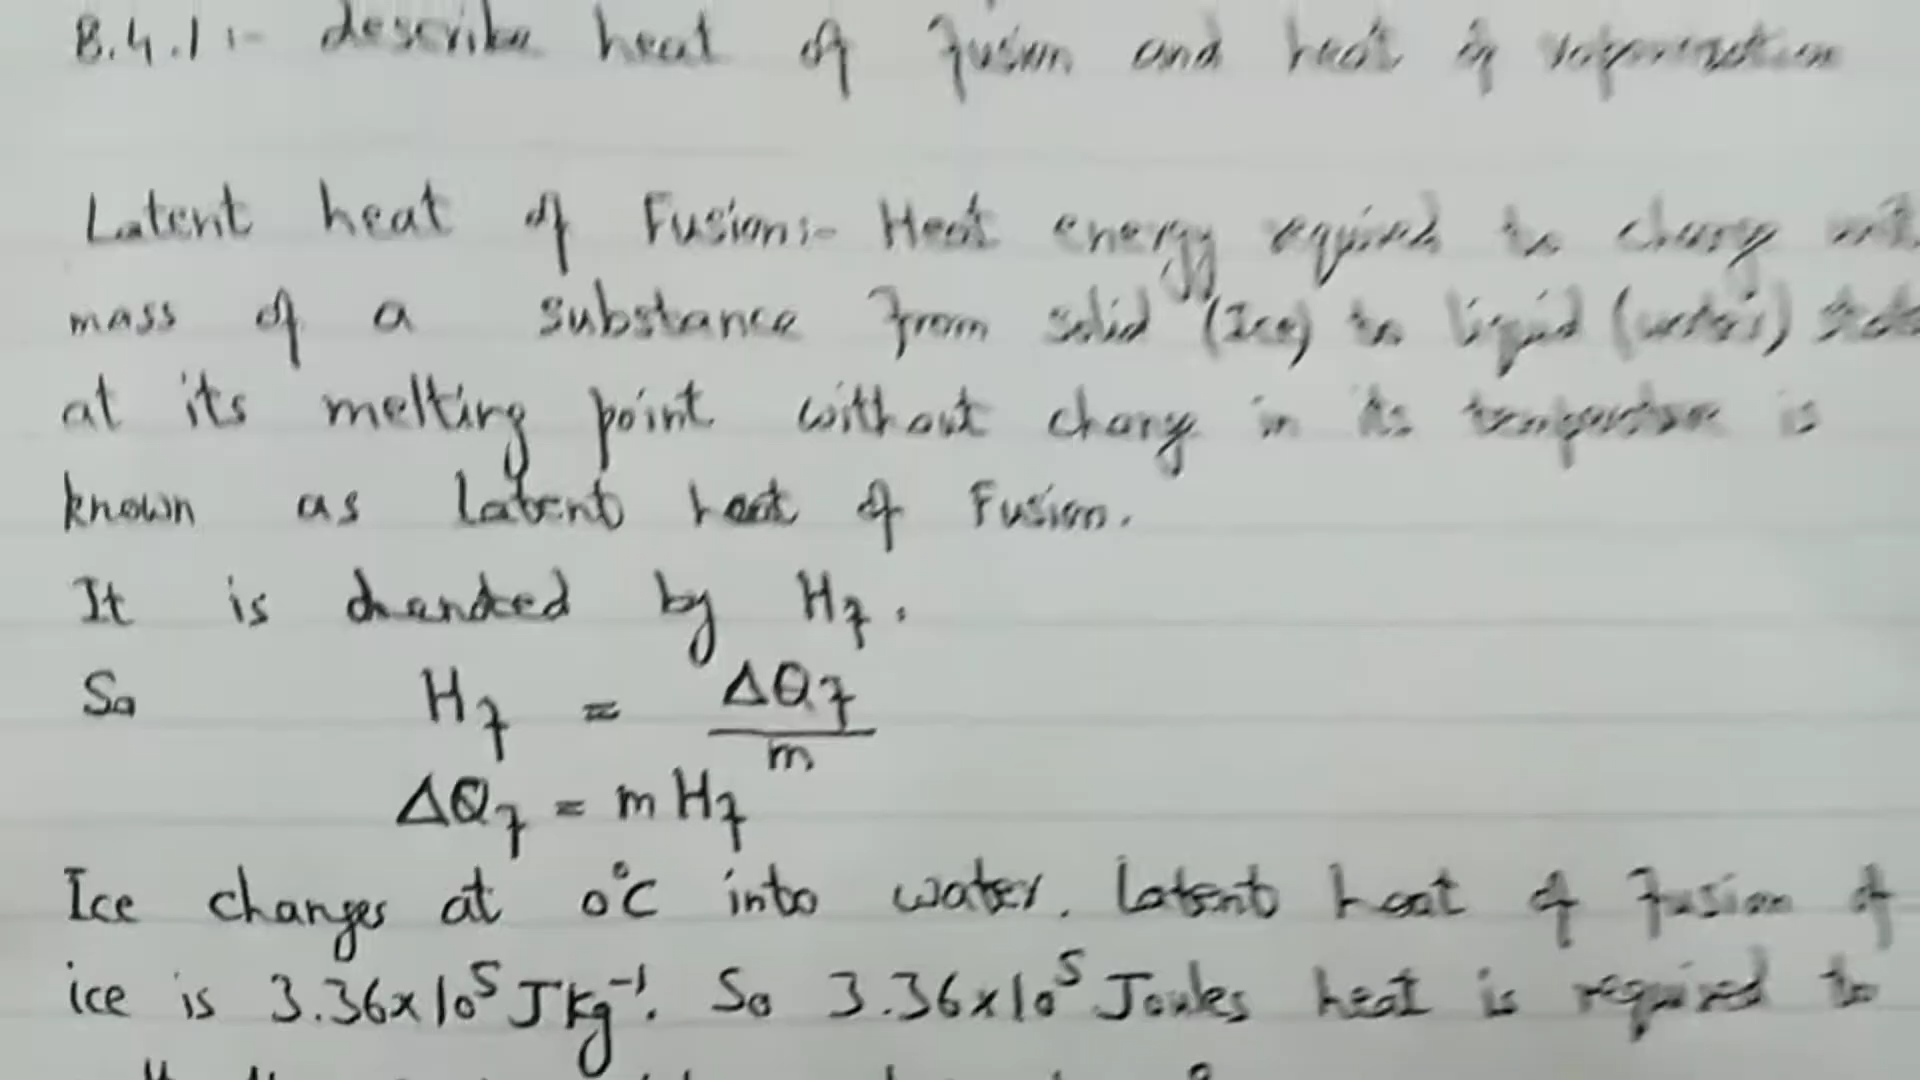 8.4.1:- describe heat of fusion and heat of vaporization
Latent heat of Fusion:- Heat energy required to change unit
mass of a substance from solid (Ice) to liquid (water) state
at its melting point without change in its temperature is
known as latent heat of Fusion.
It is denoted by Hf.
So Hf = ΔQf / m
ΔQf = m Hf
Ice changes at 0°C into water. Latent heat of fusion of
ice is 3.36×10⁵ J kg⁻¹. So 3.36×10⁵ Joules heat is required to